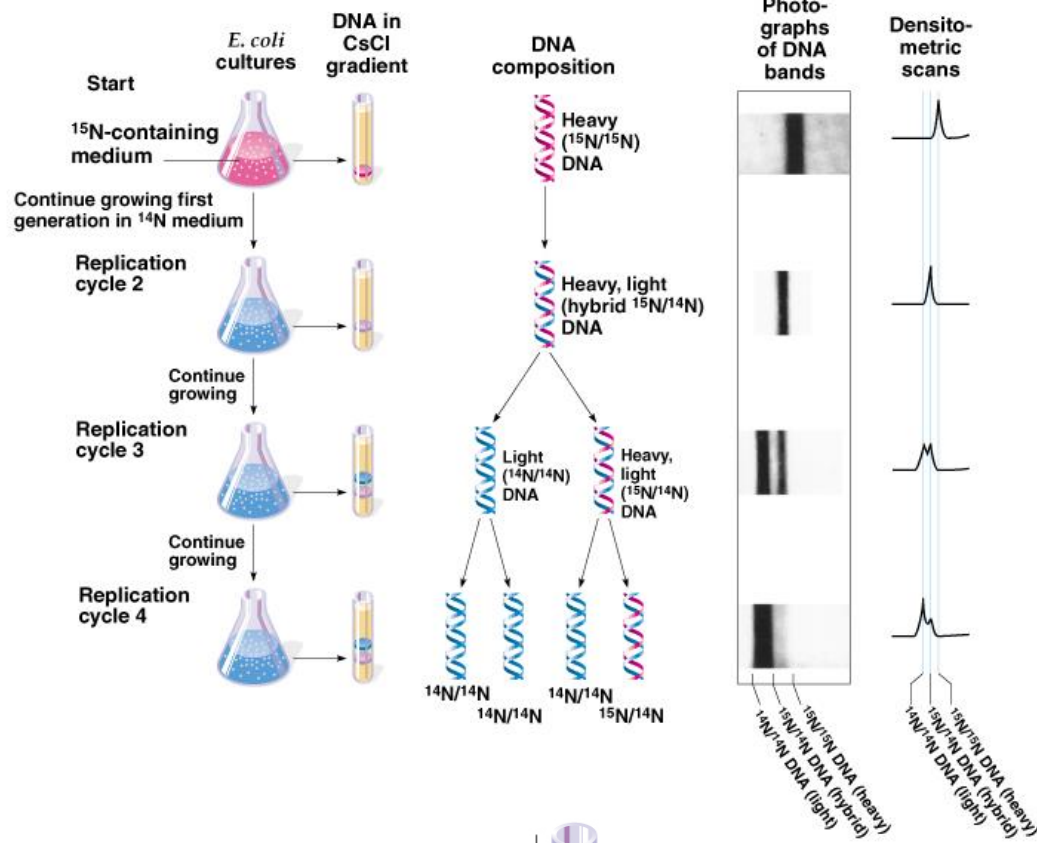 E. coli
cultures
DNA in
CsCl
gradient
DNA
composition
Photo-
graphs
of DNA
bands
Densito-
metric
scans
Start
¹⁵N-containing
medium
Heavy
(¹⁵N/¹⁵N)
DNA
Continue growing first
generation in ¹⁴N medium
Replication
cycle 2
Heavy, light
(hybrid ¹⁵N/¹⁴N)
DNA
Continue
growing
Replication
cycle 3
Light
(¹⁴N/¹⁴N)
DNA
Heavy,
light
(¹⁵N/¹⁴N)
DNA
Continue
growing
Replication
cycle 4
¹⁴N/¹⁴N
¹⁴N/¹⁴N
¹⁴N/¹⁴N
¹⁵N/¹⁴N
¹⁴N/¹⁴N DNA (light)
¹⁵N/¹⁴N DNA (hybrid)
¹⁵N/¹⁵N DNA (heavy)
¹⁴N/¹⁴N DNA (light)
¹⁵N/¹⁴N DNA (hybrid)
¹⁵N/¹⁵N DNA (heavy)